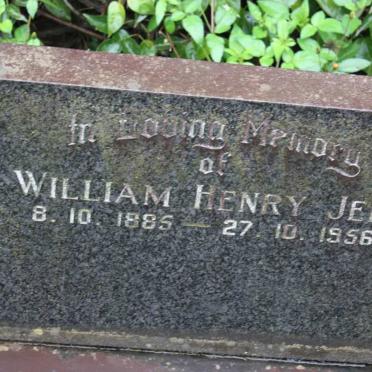 In Loving Memory
of
WILLIAM HENRY
8. 10. 1885 — 27. 10. 1956